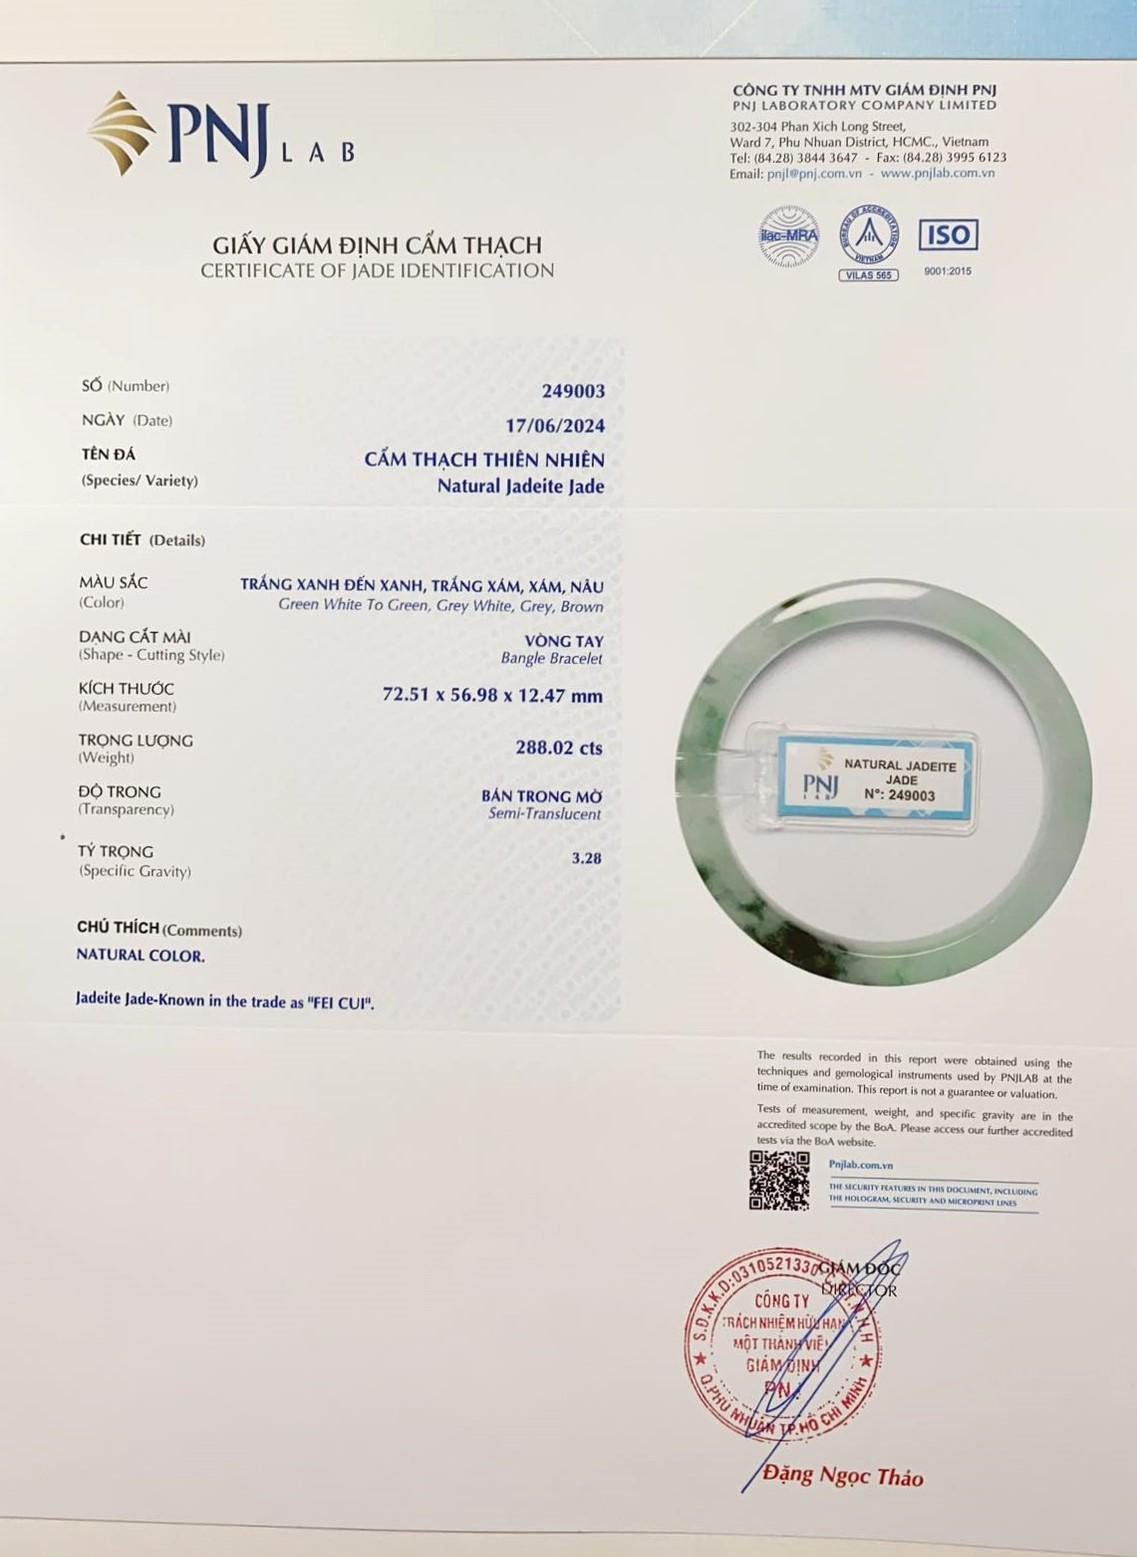 PNJ LAB
CÔNG TY TNHH MTV GIÁM ĐỊNH PNJ
PNJ LABORATORY COMPANY LIMITED
302-304 Phan Xich Long Street,
Ward 7, Phu Nhuan District, HCMC., Vietnam
Tel: (84.28) 3844 3647 - Fax: (84.28) 3995 6123
Email: pnjl@pnj.com.vn - www.pnjlab.com.vn
ilac-MRA
BUREAU OF ACCREDITATION
VIETNAM
VILAS 565
ISO
9001:2015
GIẤY GIÁM ĐỊNH CẨM THẠCH
CERTIFICATE OF JADE IDENTIFICATION
SỐ (Number) 249003
NGÀY (Date) 17/06/2024
TÊN ĐÁ CẨM THẠCH THIÊN NHIÊN
(Species/ Variety) Natural Jadeite Jade
CHI TIẾT (Details)
MÀU SẮC TRẮNG XANH ĐẾN XANH, TRẮNG XÁM, XÁM, NÂU
(Color) Green White To Green, Grey White, Grey, Brown
DẠNG CẮT MÀI VÒNG TAY
(Shape - Cutting Style) Bangle Bracelet
KÍCH THƯỚC 72.51 x 56.98 x 12.47 mm
(Measurement)
TRỌNG LƯỢNG 288.02 cts
(Weight)
ĐỘ TRONG BÁN TRONG MỜ
(Transparency) Semi-Translucent
TỶ TRỌNG 3.28
(Specific Gravity)
CHÚ THÍCH (Comments)
NATURAL COLOR.
Jadeite Jade-Known in the trade as "FEI CUI".
PNJ LAB
NATURAL JADEITE
JADE
N°: 249003
The results recorded in this report were obtained using the
techniques and gemological instruments used by PNJLAB at the
time of examination. This report is not a guarantee or valuation.
Tests of measurement, weight, and specific gravity are in the
accredited scope by the BoA. Please access our further accredited
tests via the BoA website.
Pnjlab.com.vn
THE SECURITY FEATURES IN THIS DOCUMENT, INCLUDING
THE HOLOGRAM, SECURITY AND MICROPRINT LINES
GIÁM ĐỐC
DIRECTOR
S.Đ.K.K.D:0310521330 C.T.T.N.H.H
CÔNG TY
TRÁCH NHIỆM HỮU HẠN
MỘT THÀNH VIÊN
GIÁM ĐỊNH
PNJ
Q.PHÚ NHUẬN TP.HỒ CHÍ MINH
Đặng Ngọc Thảo